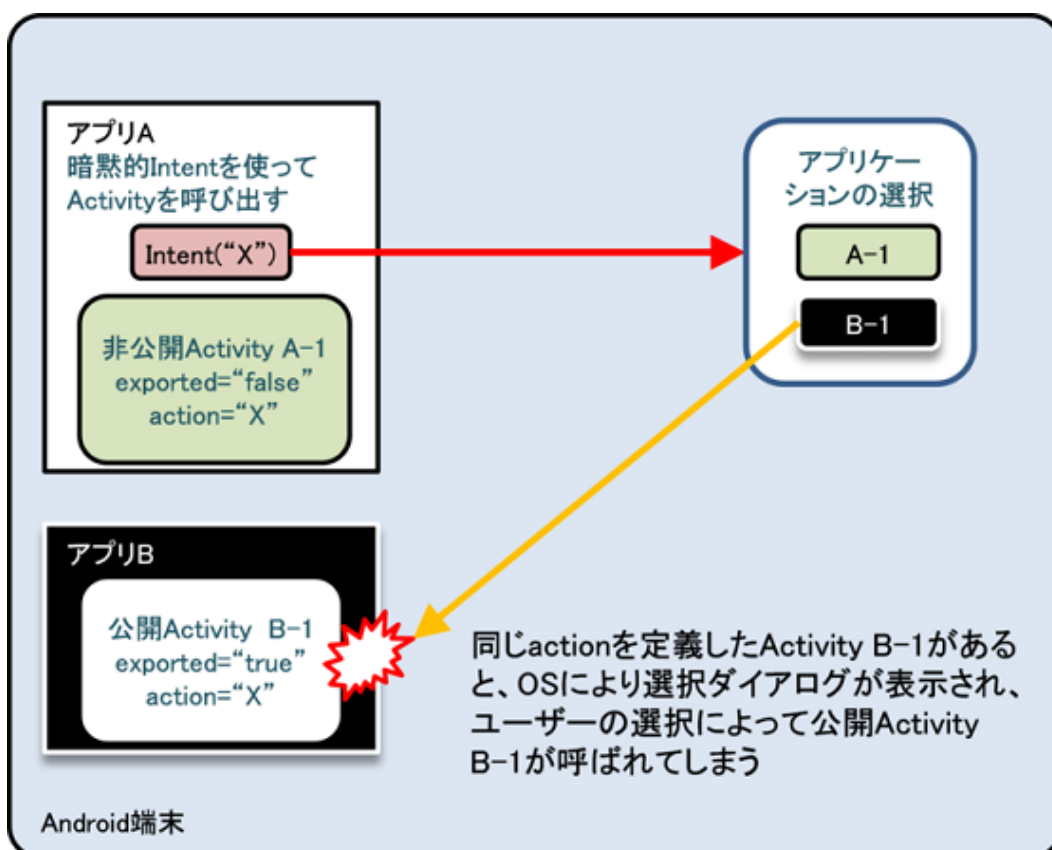 アプリA
暗黙的Intentを使って
Activityを呼び出す
Intent(“X”)
非公開Activity A-1
exported=“false”
action=“X”
アプリケー
ションの選択
A-1
B-1
アプリB
公開Activity B-1
exported=“true”
action=“X”
同じactionを定義したActivity B-1がある
と、OSにより選択ダイアログが表示され、
ユーザーの選択によって公開Activity
B-1が呼ばれてしまう
Android端末